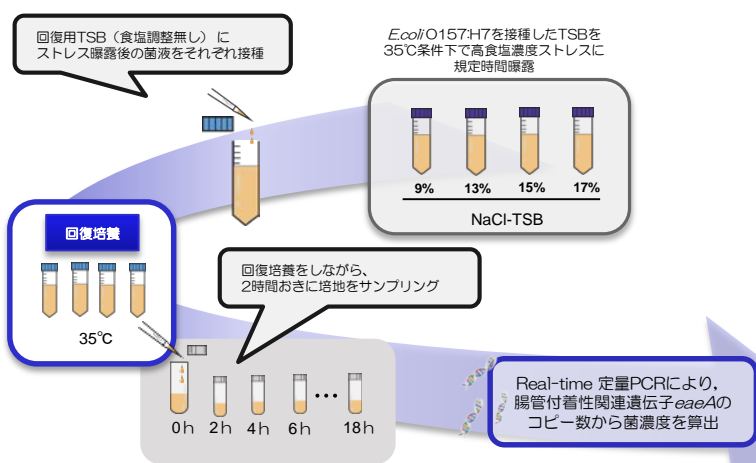 回復用TSB（食塩調整無し）に
ストレス曝露後の菌液をそれぞれ接種
E.coli O157:H7を接種したTSBを
35℃条件下で高食塩濃度ストレスに
規定時間曝露
9% 13% 15% 17%
NaCl-TSB
回復培養
35℃
回復培養をしながら、
2時間おきに培地をサンプリング
0h 2h 4h 6h ••• 18h
Real-time 定量PCRにより，
腸管付着性関連遺伝子eaeAの
コピー数から菌濃度を算出